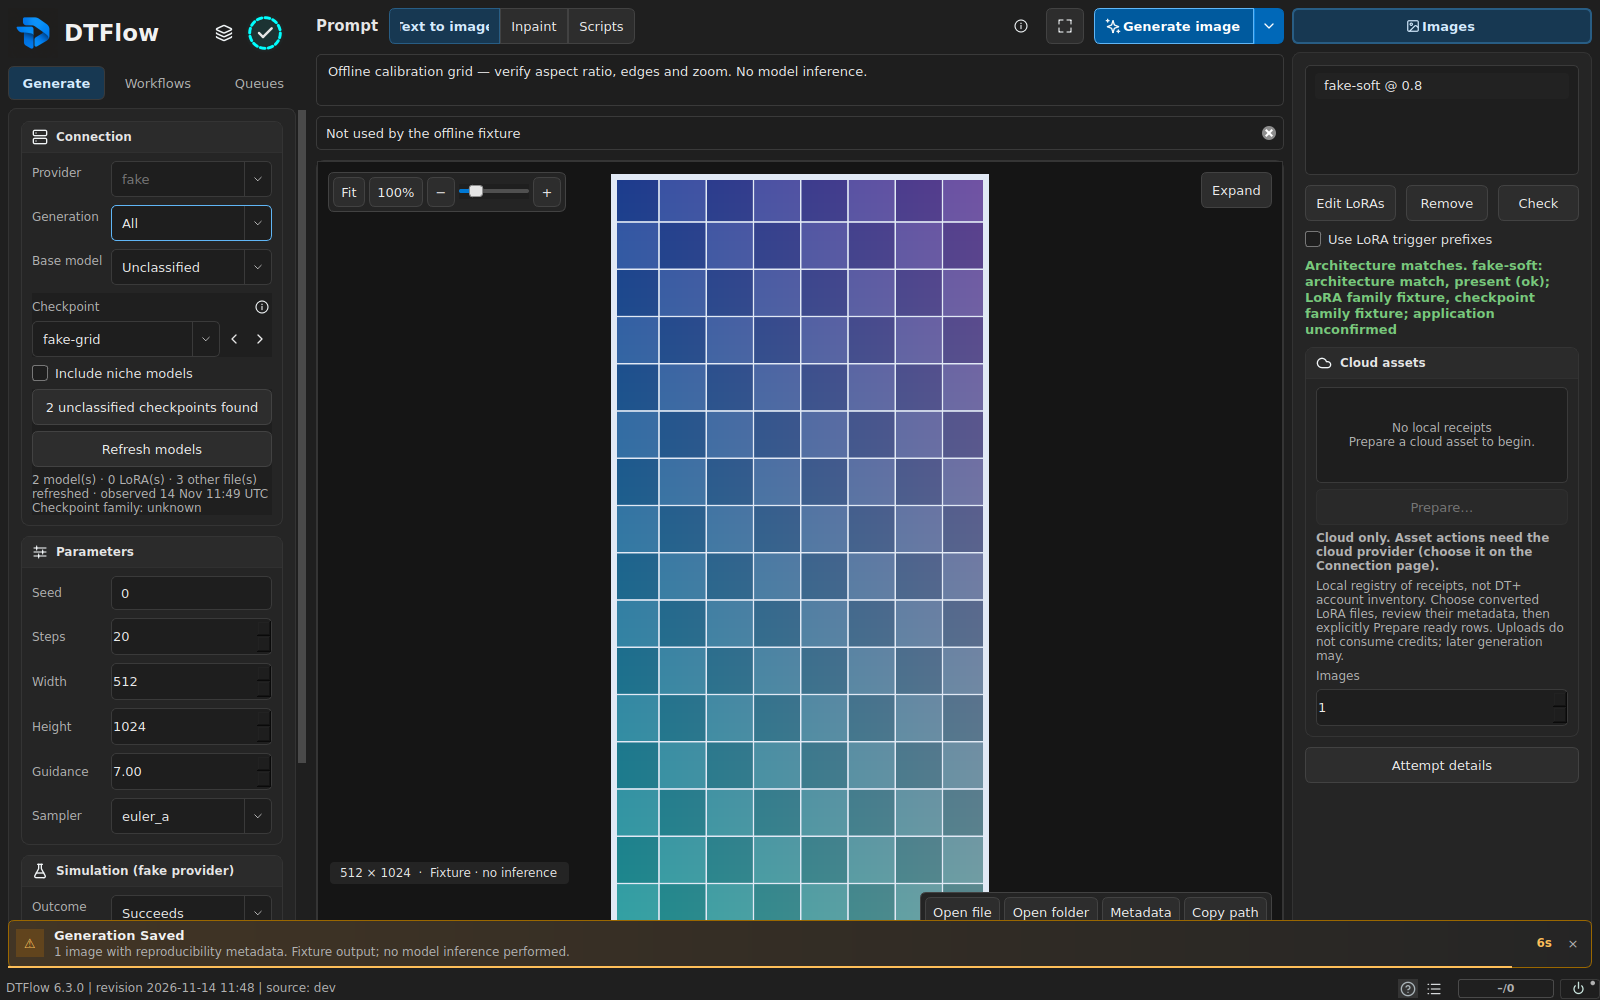 DTFlow
Generate
Workflows
Queues
Connection
Provider
fake
Generation
All
Base model
Unclassified
Checkpoint
fake-grid
Include niche models
2 unclassified checkpoints found
Refresh models
2 model(s) · 0 LoRA(s) · 3 other file(s)
refreshed · observed 14 Nov 11:49 UTC
Checkpoint family: unknown
Parameters
Seed
0
Steps
20
Width
512
Height
1024
Guidance
7.00
Sampler
euler_a
Simulation (fake provider)
Outcome
Succeeds
Prompt
Text to image
Inpaint
Scripts
Generate image
Offline calibration grid — verify aspect ratio, edges and zoom. No model inference.
Not used by the offline fixture
Fit
100%
−
+
Expand
512 × 1024 · Fixture · no inference
Open file
Open folder
Metadata
Copy path
Images
fake-soft @ 0.8
Edit LoRAs
Remove
Check
Use LoRA trigger prefixes
Architecture matches. fake-soft:
architecture match, present (ok);
LoRA family fixture, checkpoint
family fixture; application
unconfirmed
Cloud assets
No local receipts
Prepare a cloud asset to begin.
Prepare...
Cloud only. Asset actions need the
cloud provider (choose it on the
Connection page).
Local registry of receipts, not DT+
account inventory. Choose converted
LoRA files, review their metadata, then
explicitly Prepare ready rows. Uploads do
not consume credits; later generation
may.
Images
1
Attempt details
Generation Saved
1 image with reproducibility metadata. Fixture output; no model inference performed.
6s
DTFlow 6.3.0 | revision 2026-11-14 11:48 | source: dev
–/0